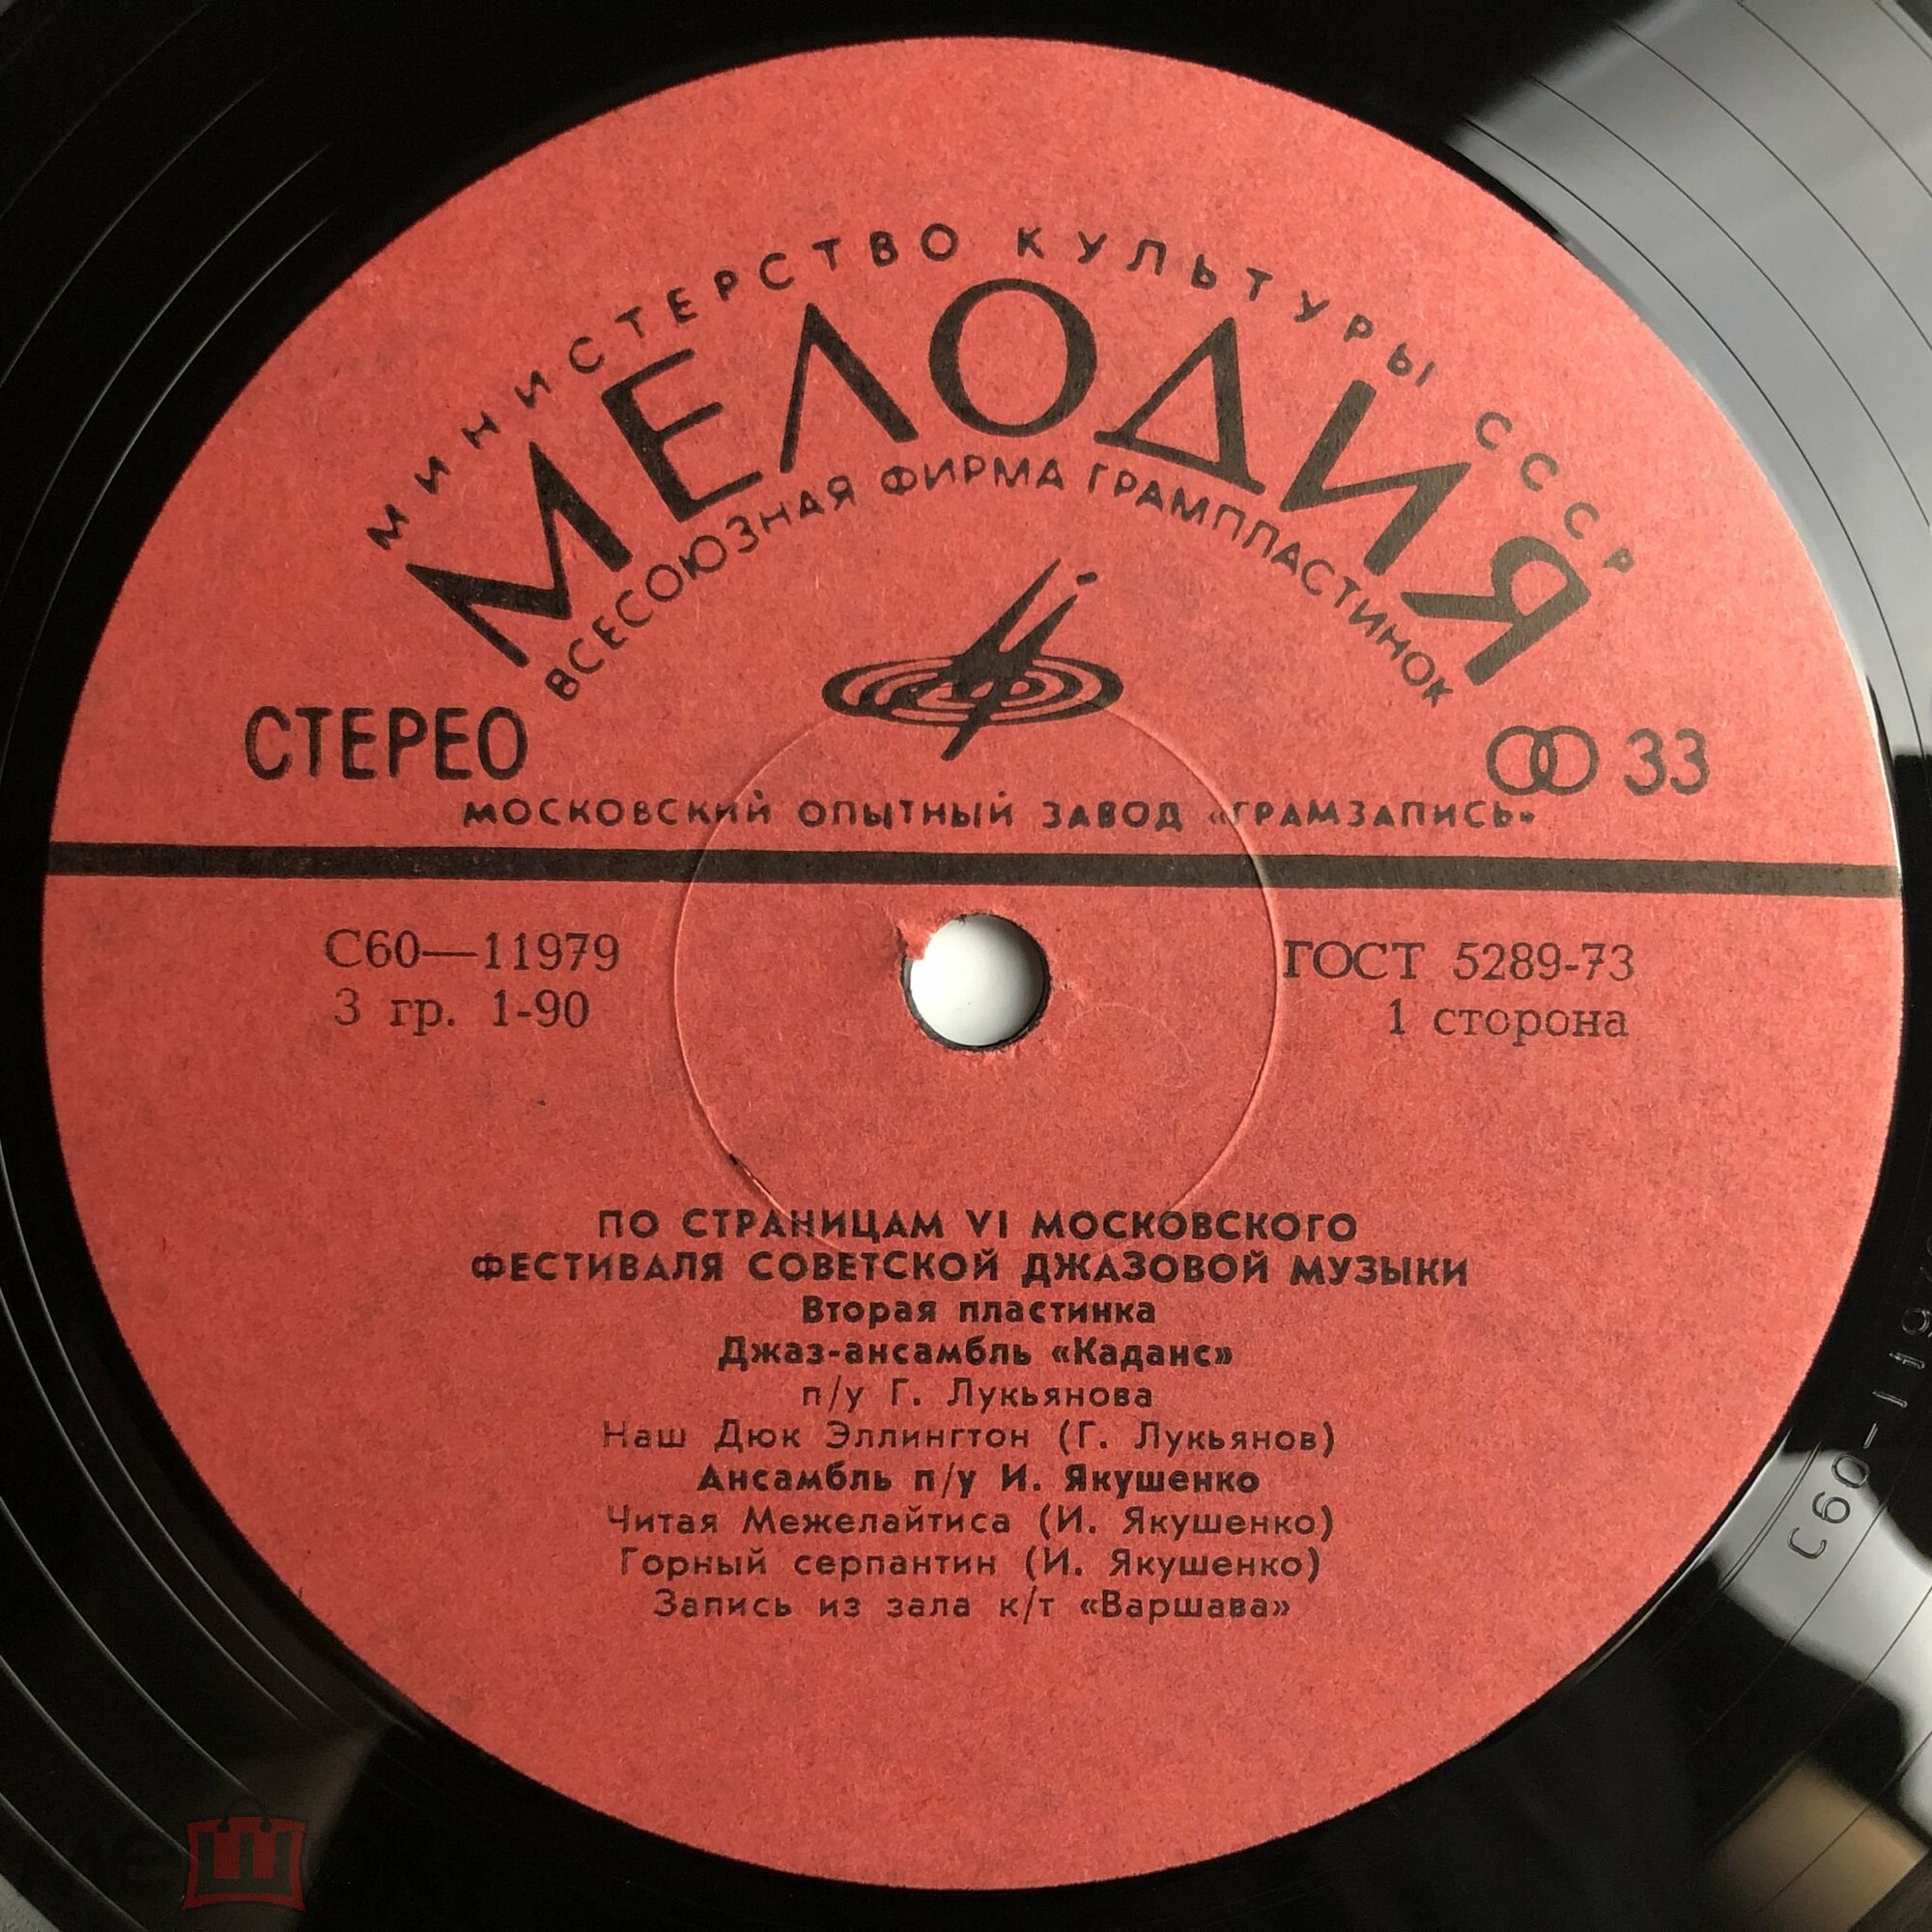 МИНИСТЕРСТВО КУЛЬТУРЫ СССР
МЕЛОДИЯ
ВСЕСОЮЗНАЯ ФИРМА ГРАМПЛАСТИНОК
СТЕРЕО
33
МОСКОВСКИЙ ОПЫТНЫЙ ЗАВОД «ГРАМЗАПИСЬ»
С60—11979
ГОСТ 5289-73
3 гр. 1-90
1 сторона
ПО СТРАНИЦАМ VI МОСКОВСКОГО
ФЕСТИВАЛЯ СОВЕТСКОЙ ДЖАЗОВОЙ МУЗЫКИ
Вторая пластинка
Джаз-ансамбль «Каданс»
п/у Г. Лукьянова
Наш Дюк Эллингтон (Г. Лукьянов)
Ансамбль п/у И. Якушенко
Читая Межелайтиса (И. Якушенко)
Горный серпантин (И. Якушенко)
Запись из зала к/т «Варшава»